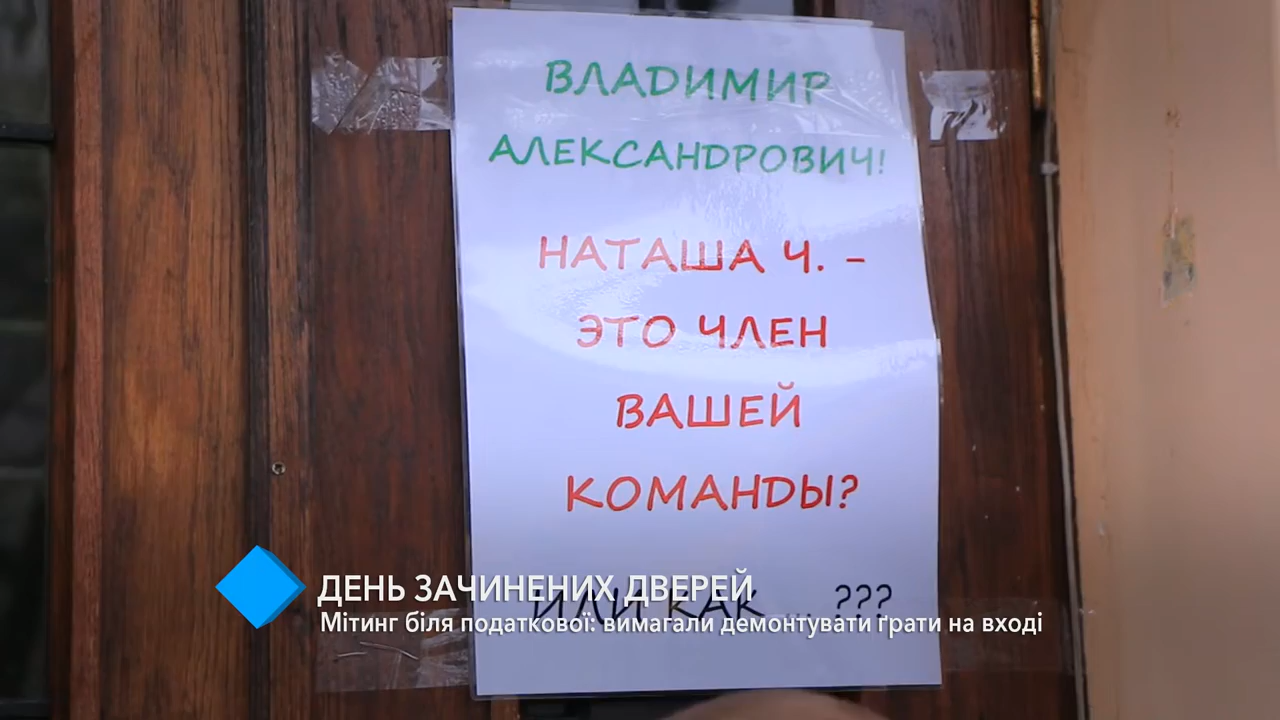 ВЛАДИМИР
АЛЕКСАНДРОВИЧ!
НАТАША Ч. -
ЭТО ЧЛЕН
ВАШЕЙ
КОМАНДЫ?
ИЛИ КАК ... ???
ДЕНЬ ЗАЧИНЕНИХ ДВЕРЕЙ
Мітинг біля податкової: вимагали демонтувати ґрати на вході